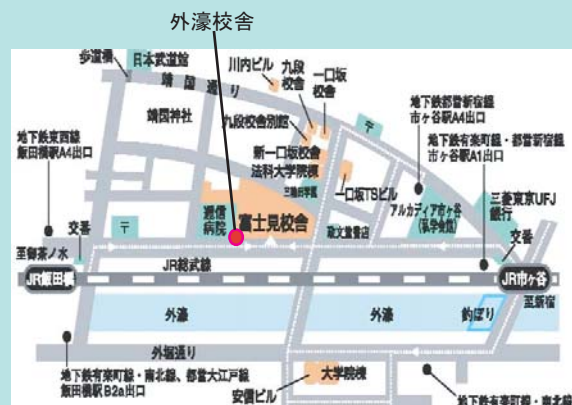 外濠校舎
歩道橋
日本武道館
靖国通り
川内ビル
九段
校舎
一口坂
校舎
靖国神社
九段校舎別館
新一口坂校舎
法科大学院棟
三輪田学園
〒
地下鉄都営新宿線
市ヶ谷駅A4出口
地下鉄有楽町線・都営新宿線
市ヶ谷駅A1出口
地下鉄東西線
飯田橋駅A4出口
一口坂TSビル
アルカディア市ヶ谷
(私学会館)
三菱東京UFJ
銀行
交番
〒
逓信
病院
富士見校舎
政文堂書店
交番
至御茶ノ水
JR総武線
JR飯田橋
JR市ヶ谷
至新宿
外濠
外濠
釣ぼり
外堀通り
地下鉄有楽町線・南北線、都営大江戸線
飯田橋駅B2a出口
大学院棟
安信ビル
地下鉄有楽町線・南北線